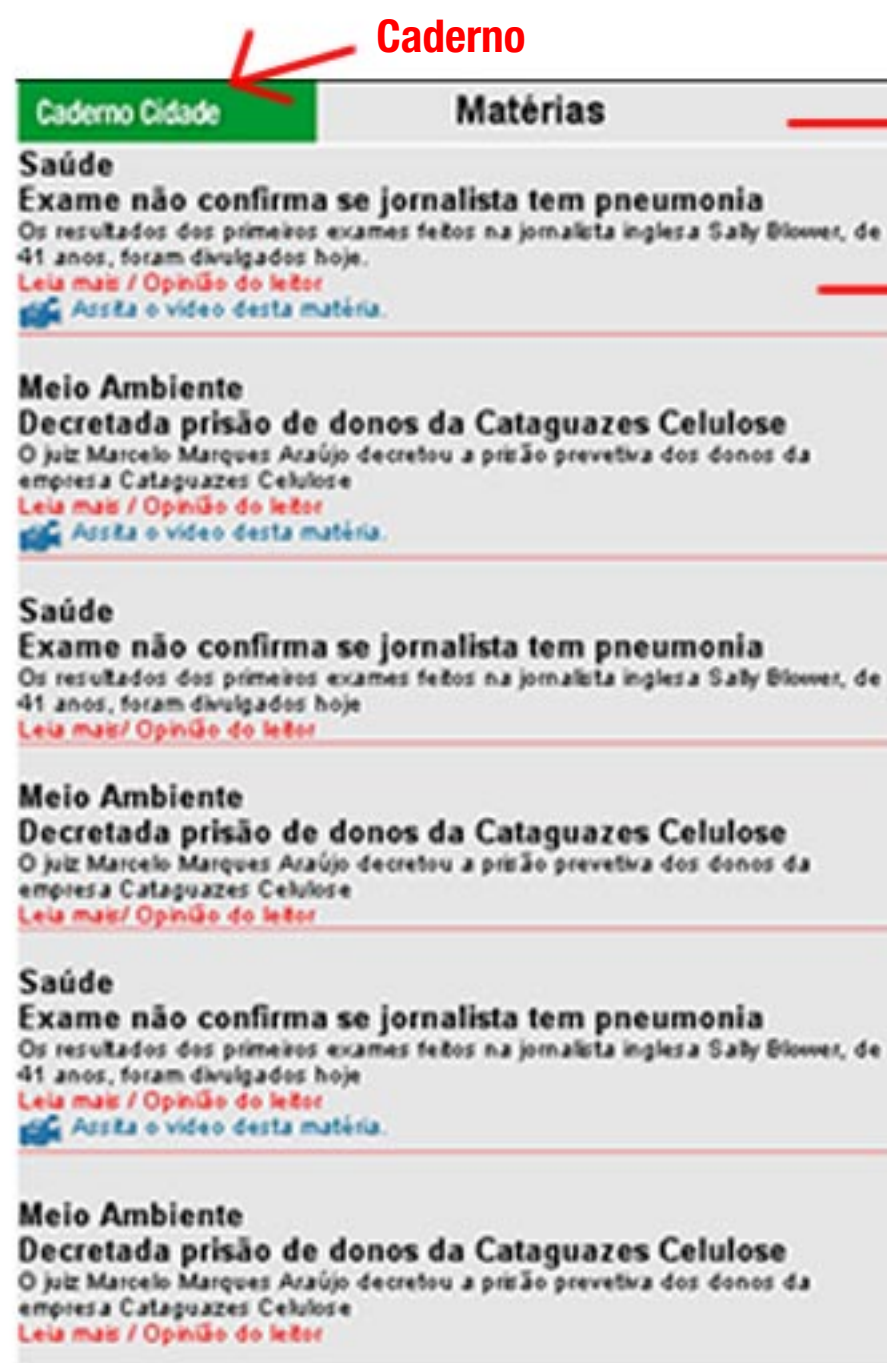 Caderno
Caderno Cidade
Matérias
Saúde
Exame não confirma se jornalista tem pneumonia
Os resultados dos primeiros exames feitos na jornalista inglesa Sally Blower, de
41 anos, foram divulgados hoje.
Leia mais / Opinião do leitor
Assita o video desta matéria.
Meio Ambiente
Decretada prisão de donos da Cataguazes Celulose
O juiz Marcelo Marques Araújo decretou a prisão prevetiva dos donos da
empresa Cataguazes Celulose
Leia mais / Opinião do leitor
Assita o video desta matéria.
Saúde
Exame não confirma se jornalista tem pneumonia
Os resultados dos primeiros exames feitos na jornalista inglesa Sally Blower, de
41 anos, foram divulgados hoje
Leia mais/ Opinião do leitor
Meio Ambiente
Decretada prisão de donos da Cataguazes Celulose
O juiz Marcelo Marques Araújo decretou a prisão prevetiva dos donos da
empresa Cataguazes Celulose
Leia mais/ Opinião do leitor
Saúde
Exame não confirma se jornalista tem pneumonia
Os resultados dos primeiros exames feitos na jornalista inglesa Sally Blower, de
41 anos, foram divulgados hoje
Leia mais / Opinião do leitor
Assita o video desta matéria.
Meio Ambiente
Decretada prisão de donos da Cataguazes Celulose
O juiz Marcelo Marques Araújo decretou a prisão prevetiva dos donos da
empresa Cataguazes Celulose
Leia mais / Opinião do leitor